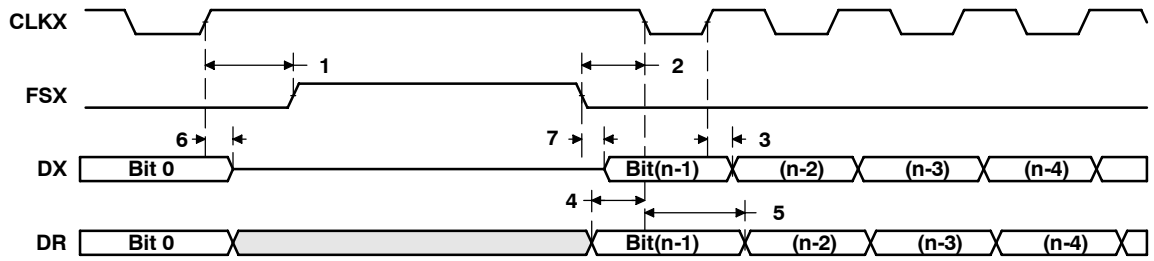 CLKX
1
2
FSX
6
7
3
DX
Bit 0
Bit(n-1)
(n-2)
(n-3)
(n-4)
4
5
DR
Bit 0
Bit(n-1)
(n-2)
(n-3)
(n-4)